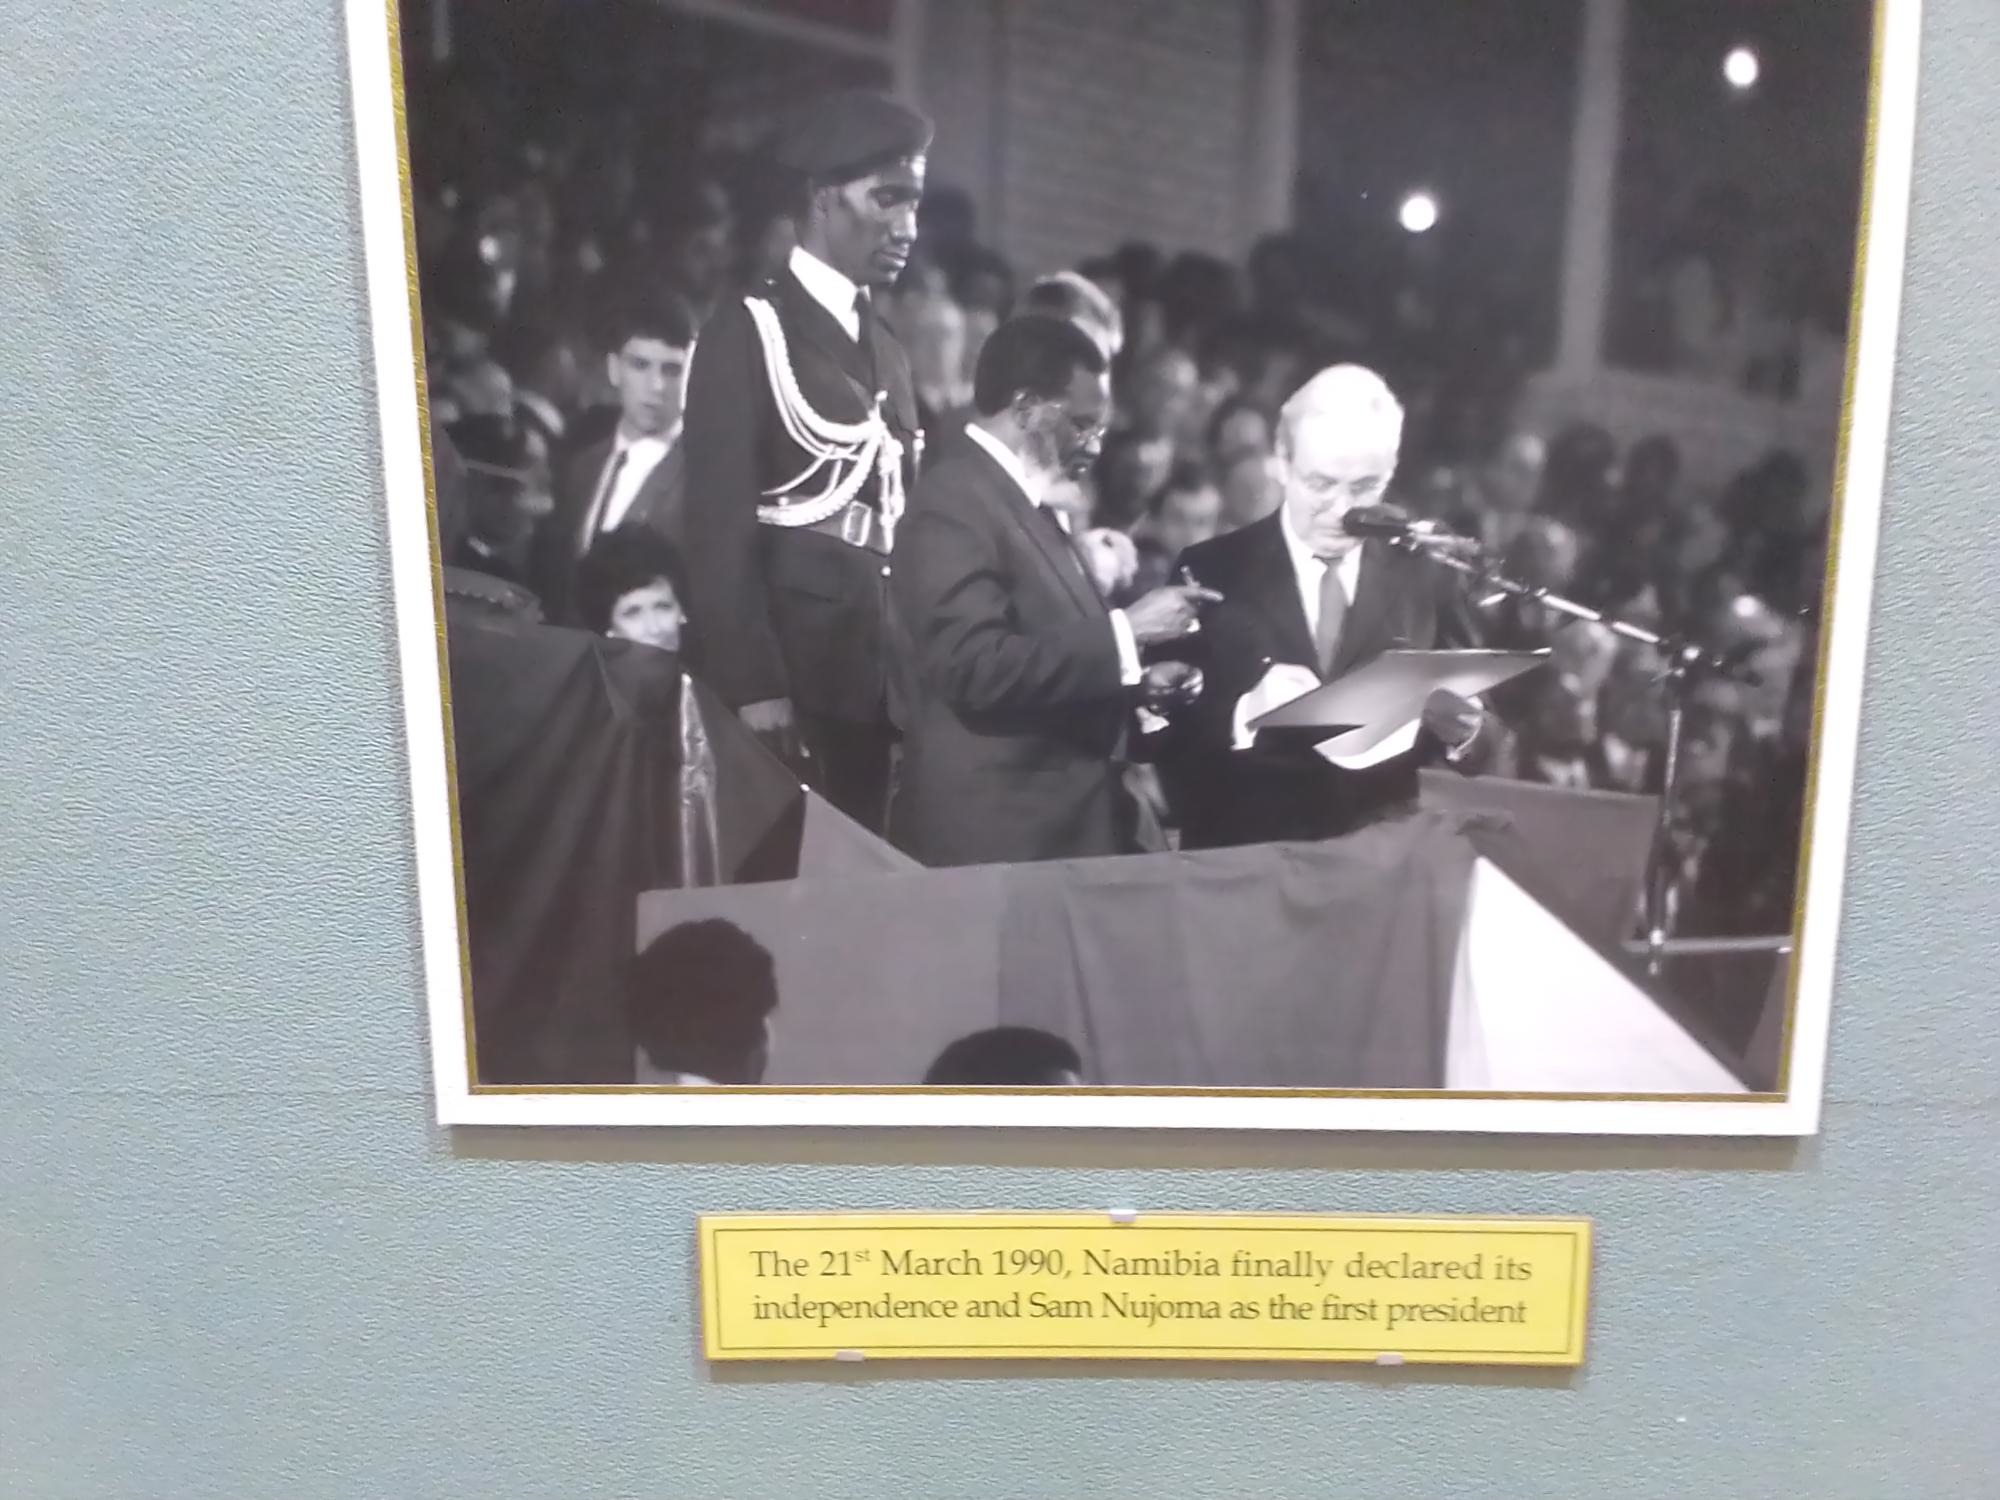 The 21st March 1990, Namibia finally declared its
independence and Sam Nujoma as the first president